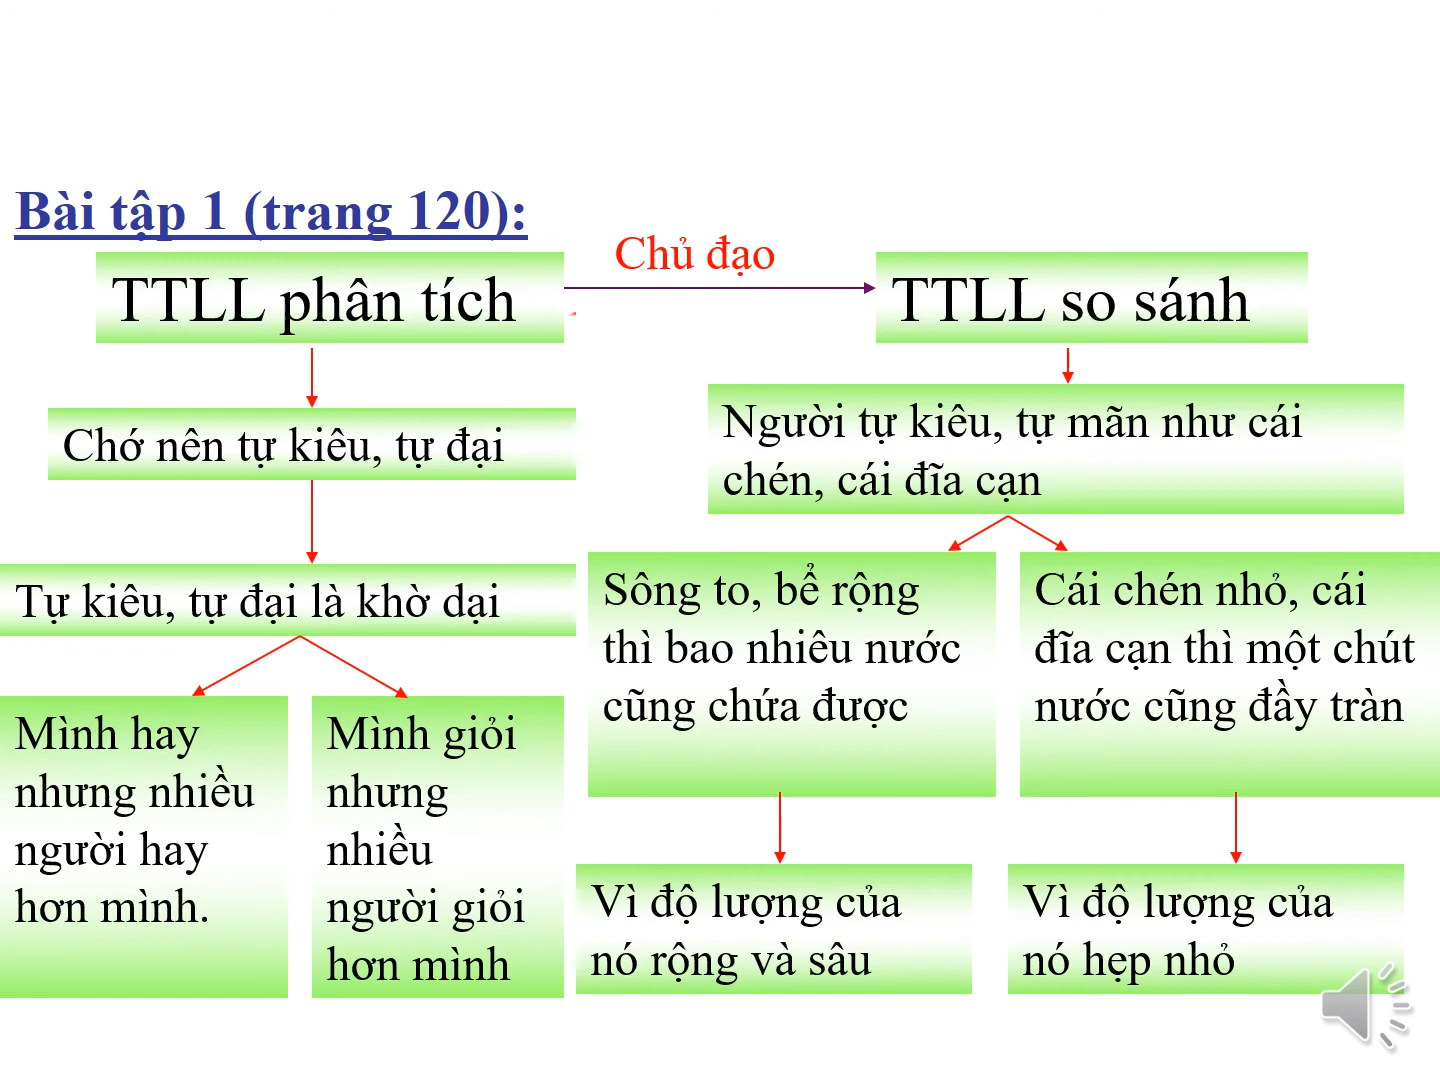 Bài tập 1 (trang 120):
Chủ đạo
TTLL phân tích
TTLL so sánh
Chớ nên tự kiêu, tự đại
Tự kiêu, tự đại là khờ dại
Mình hay
nhưng nhiều
người hay
hơn mình.
Mình giỏi
nhưng
nhiều
người giỏi
hơn mình
Người tự kiêu, tự mãn như cái
chén, cái đĩa cạn
Sông to, bể rộng
thì bao nhiêu nước
cũng chứa được
Cái chén nhỏ, cái
đĩa cạn thì một chút
nước cũng đầy tràn
Vì độ lượng của
nó rộng và sâu
Vì độ lượng của
nó hẹp nhỏ